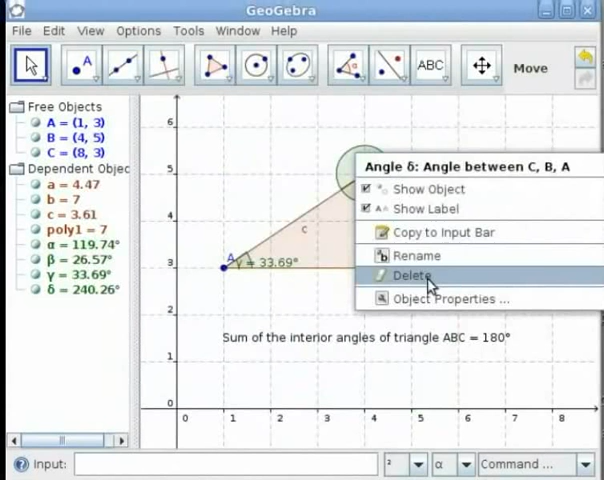 GeoGebra
File Edit View Options Tools Window Help
A
ABC
Move
Free Objects
A = (1, 3)
B = (4, 5)
C = (8, 3)
Dependent Objec
a = 4.47
b = 7
c = 3.61
poly1 = 7
α = 119.74°
β = 26.57°
γ = 33.69°
δ = 240.26°
6
5
4
3
2
1
0
0 1 2 3 4 5 6 7 8
c
A
γ = 33.69°
Sum of the interior angles of triangle ABC = 180°
Angle δ: Angle between C, B, A
Show Object
Show Label
Copy to Input Bar
Rename
Delete
Object Properties ...
Input:
²
α
Command ...